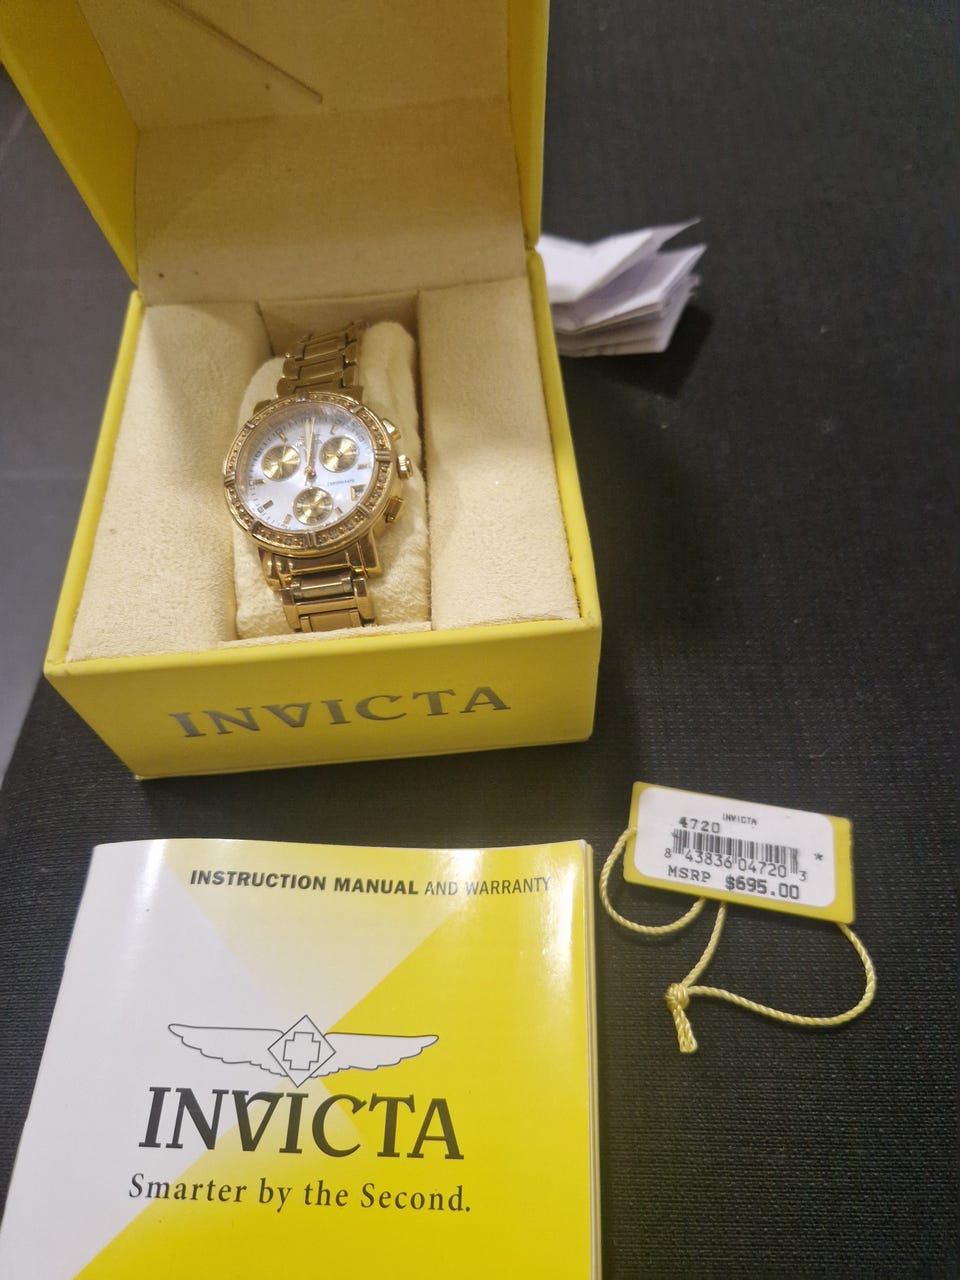 INVICTA
INVICTA
4720
*
8 43836 04720 3
MSRP $695.00
INSTRUCTION MANUAL AND WARRANTY
INVICTA
Smarter by the Second.